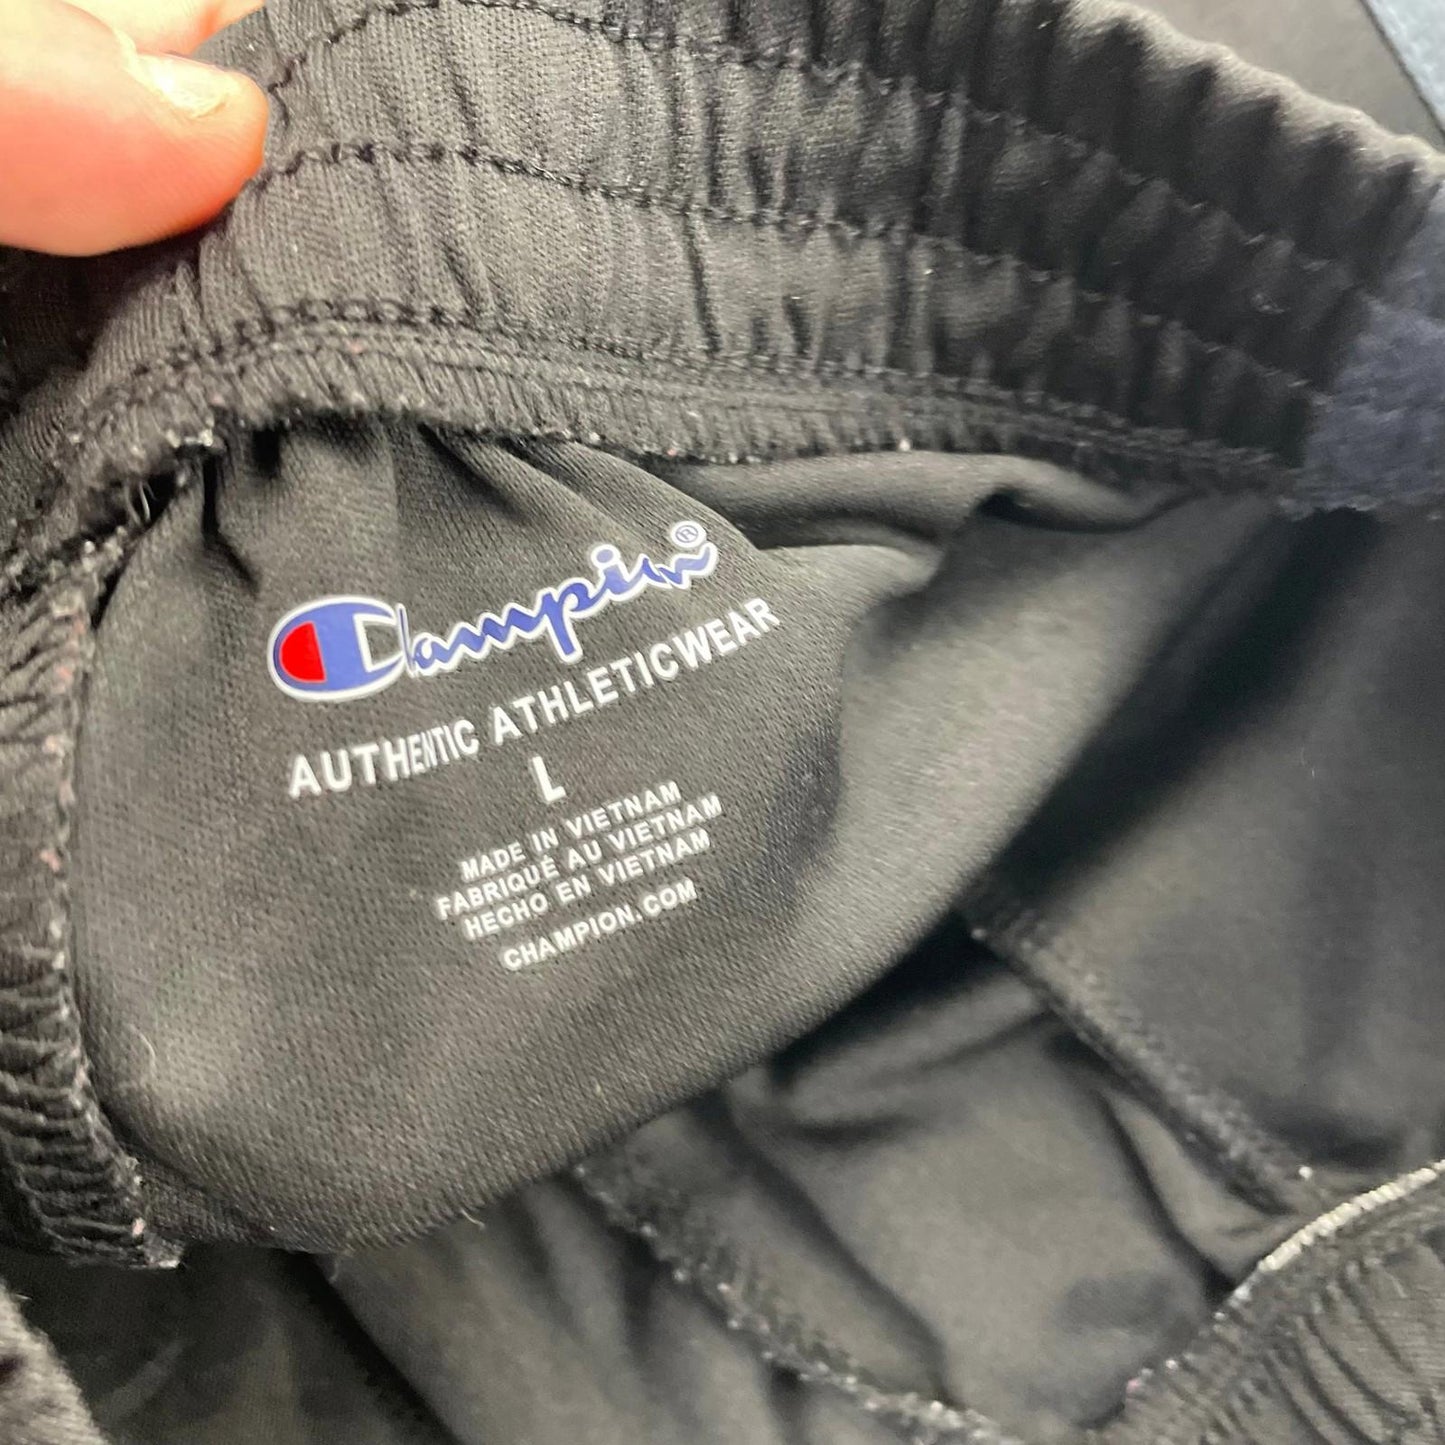 Champion®
AUTHENTIC ATHLETICWEAR
L
MADE IN VIETNAM
FABRIQUÉ AU VIETNAM
HECHO EN VIETNAM
CHAMPION.COM